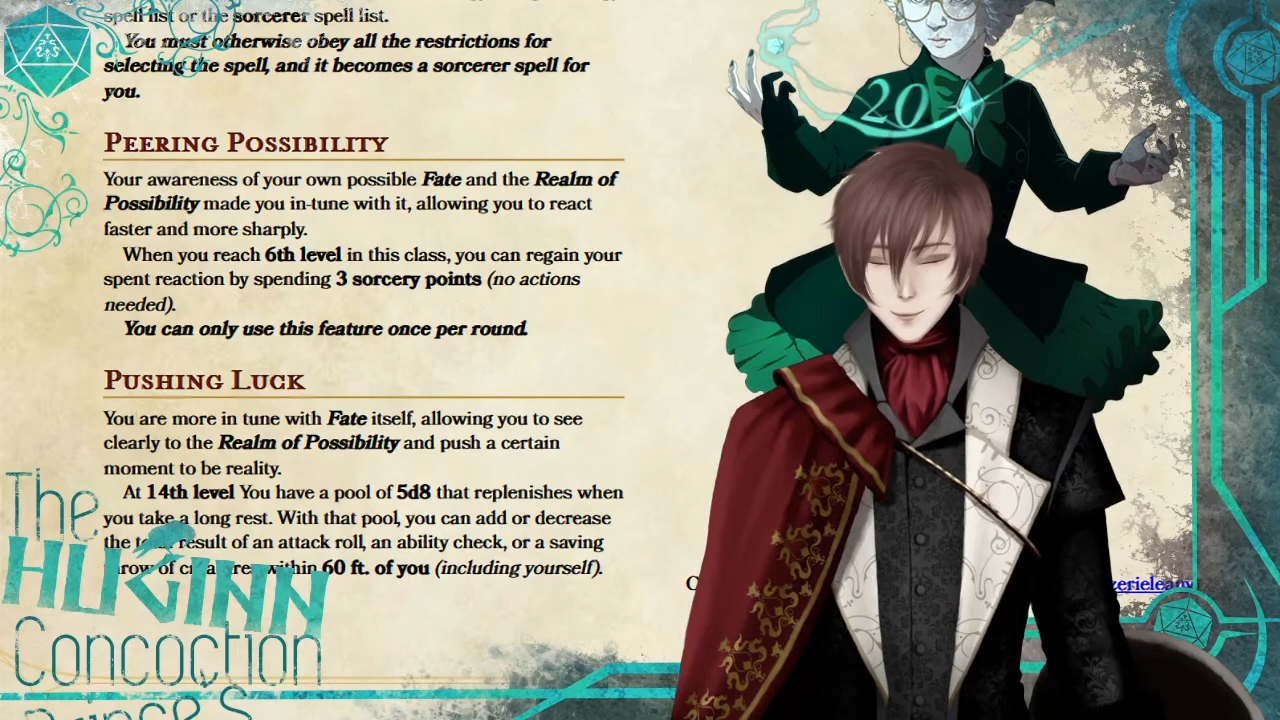 spell list or the sorcerer spell list.
You must otherwise obey all the restrictions for
selecting the spell, and it becomes a sorcerer spell for
you.
PEERING POSSIBILITY
Your awareness of your own possible Fate and the Realm of
Possibility made you in-tune with it, allowing you to react
faster and more sharply.
When you reach 6th level in this class, you can regain your
spent reaction by spending 3 sorcery points (no actions
needed).
You can only use this feature once per round.
PUSHING LUCK
You are more in tune with Fate itself, allowing you to see
clearly to the Realm of Possibility and push a certain
moment to be reality.
At 14th level You have a pool of 5d8 that replenishes when
you take a long rest. With that pool, you can add or decrease
the result of an attack roll, an ability check, or a saving
of within 60 ft. of you (including yourself).
20
The
HUGINN
Concoction